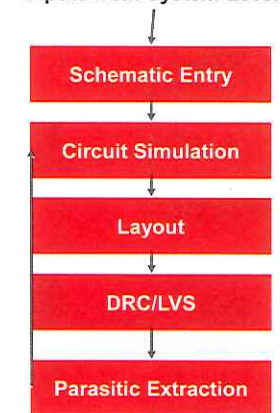 Schematic Entry
Circuit Simulation
Layout
DRC/LVS
Parasitic Extraction